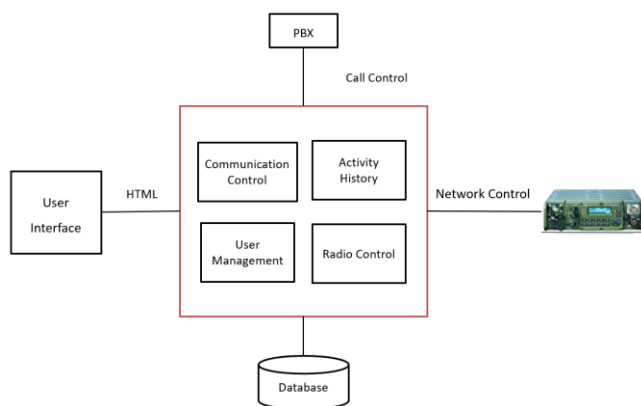 PBX
Call Control
Communication
Control
Activity
History
User
Interface
HTML
Network Control
User
Management
Radio Control
Database